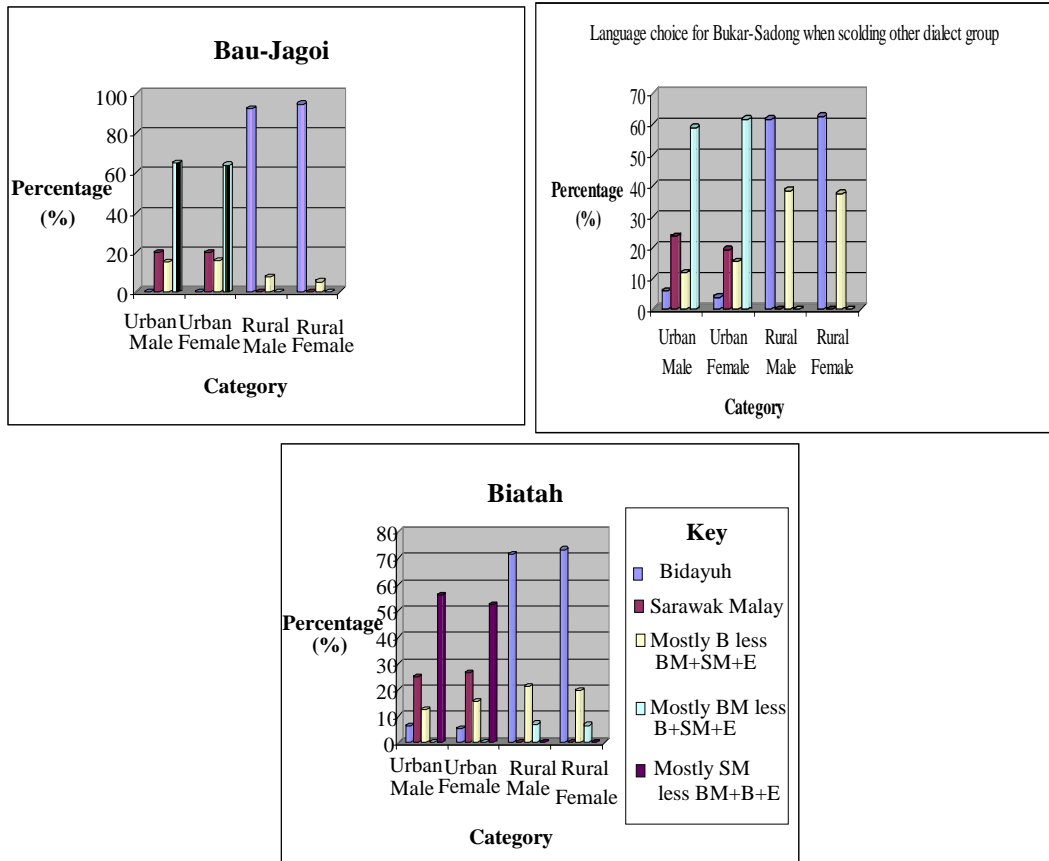 Bau-Jagoi
100
80
60
40
20
0
Percentage
(%)
Urban
Male
Urban
Female
Rural
Male
Rural
Female
Category
Language choice for Bukar-Sadong when scolding other dialect group
70
60
50
40
30
20
10
0
Percentage
(%)
Urban
Male
Urban
Female
Rural
Male
Rural
Female
Category
Biatah
80
70
60
50
40
30
20
10
0
Percentage
(%)
Urban
Male
Urban
Female
Rural
Male
Rural
Female
Category
Key
Bidayuh
Sarawak Malay
Mostly B less
BM+SM+E
Mostly BM less
B+SM+E
Mostly SM
less BM+B+E